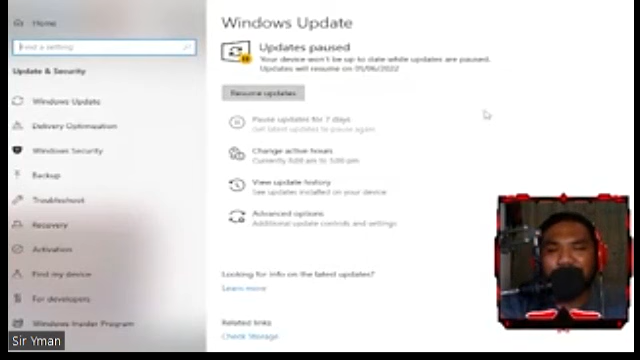 Home
Find a setting
Update & Security
Windows Update
Delivery Optimization
Windows Security
Backup
Troubleshoot
Recovery
Activation
Find my device
For developers
Windows Insider Program
Sir Yman
Windows Update
Updates paused
Your device won't be up to date while updates are paused.
Updates will resume on 05/06/2022
Resume updates
Pause updates for 7 days
Get latest updates to pause again
Change active hours
Currently 8:00 am to 5:00 pm
View update history
See updates installed on your device
Advanced options
Additional update controls and settings
Looking for info on the latest updates?
Learn more
Related links
Check Storage